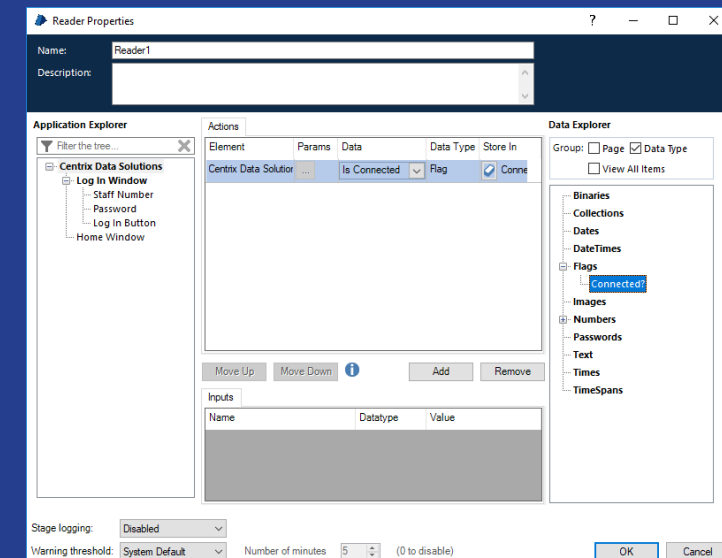 Reader Properties
Name: Reader1
Description:
Application Explorer
Filter the tree...
Centrix Data Solutions
Log In Window
Staff Number
Password
Log In Button
Home Window
Actions
Element Params Data Data Type Store In
Centrix Data Solutior ... Is Connected Flag Conne
Move Up Move Down Add Remove
Inputs
Name Datatype Value
Data Explorer
Group: Page Data Type
View All Items
Binaries
Collections
Dates
DateTimes
Flags
Connected?
Images
Numbers
Passwords
Text
Times
TimeSpans
Stage logging: Disabled
Warning threshold: System Default Number of minutes 5 (0 to disable)
OK Cancel